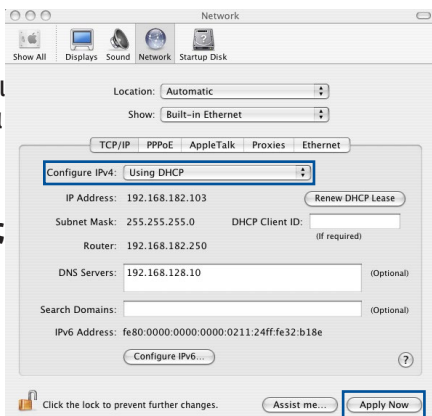 Network
Show All Displays Sound Network Startup Disk
Location: Automatic
Show: Built-in Ethernet
TCP/IP PPPoE AppleTalk Proxies Ethernet
Configure IPv4: Using DHCP
IP Address: 192.168.182.103 Renew DHCP Lease
Subnet Mask: 255.255.255.0 DHCP Client ID:
(If required)
Router: 192.168.182.250
DNS Servers: 192.168.128.10 (Optional)
Search Domains: (Optional)
IPv6 Address: fe80:0000:0000:0000:0211:24ff:fe32:b18e
Configure IPv6... ?
Click the lock to prevent further changes. Assist me... Apply Now